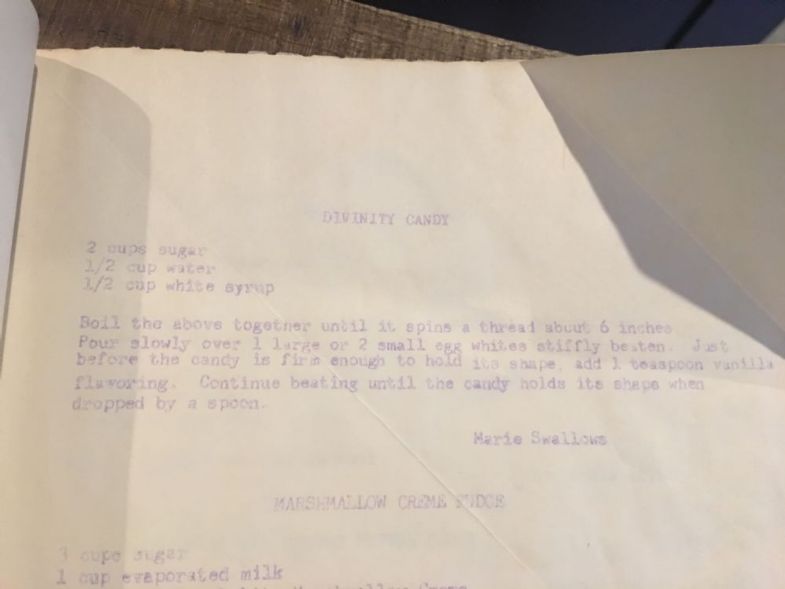 DIVINITY CANDY
2 cups sugar
1/2 cup water
1/2 cup white syrup
Boil the above together until it spins a thread about 6 inches
Pour slowly over 1 large or 2 small egg whites stiffly beaten. Just
before the candy is firm enough to hold its shape, add 1 teaspoon vanilla
flavoring. Continue beating until the candy holds its shape when
dropped by a spoon.
Marie Swallows
MARSHMALLOW CREME FUDGE
3 cups sugar
1 cup evaporated milk
Creme